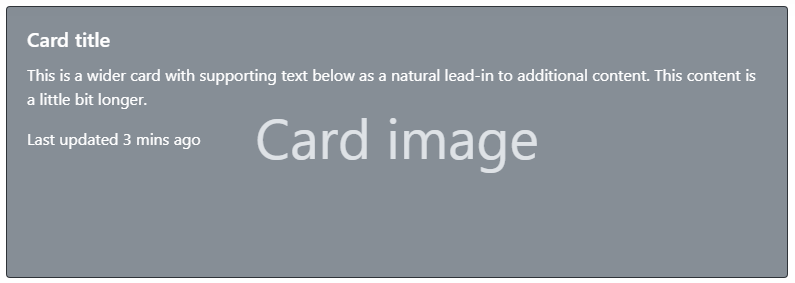 Card title
This is a wider card with supporting text below as a natural lead-in to additional content. This content is
a little bit longer.
Last updated 3 mins ago
Card image